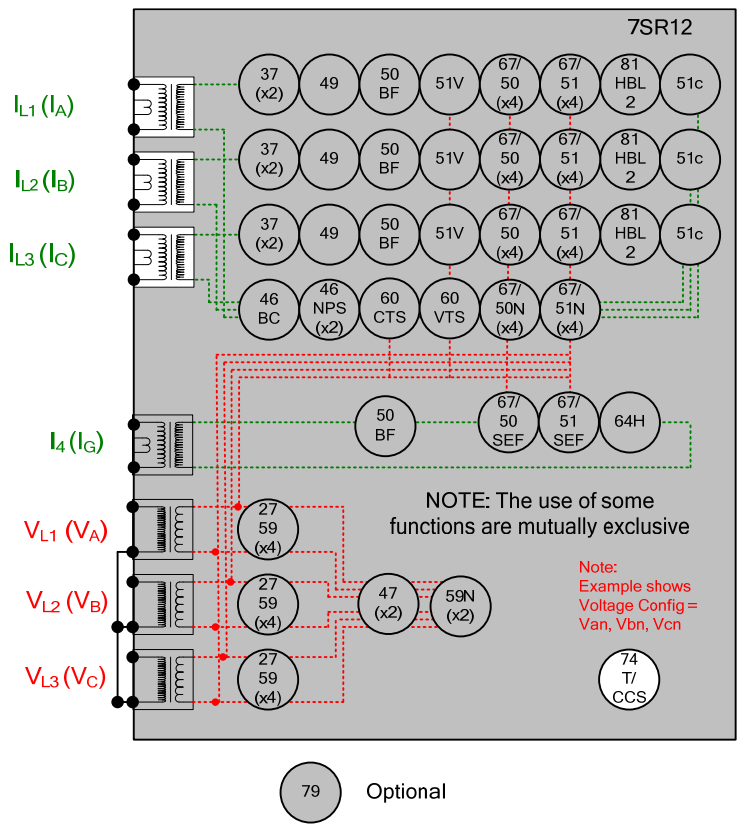 7SR12
IL1 (IA)
37
(x2)
49
50
BF
51V
67/
50
(x4)
67/
51
(x4)
81
HBL
2
51c
IL2 (IB)
37
(x2)
49
50
BF
51V
67/
50
(x4)
67/
51
(x4)
81
HBL
2
51c
IL3 (IC)
37
(x2)
49
50
BF
51V
67/
50
(x4)
67/
51
(x4)
81
HBL
2
51c
46
BC
46
NPS
(x2)
60
CTS
60
VTS
67/
50N
(x4)
67/
51N
(x4)
I4 (IG)
50
BF
67/
50
SEF
67/
51
SEF
64H
NOTE: The use of some
functions are mutually exclusive
VL1 (VA)
27
59
(x4)
VL2 (VB)
27
59
(x4)
47
(x2)
59N
(x2)
Note:
Example shows
Voltage Config =
Van, Vbn, Vcn
VL3 (VC)
27
59
(x4)
74
T/
CCS
79
Optional